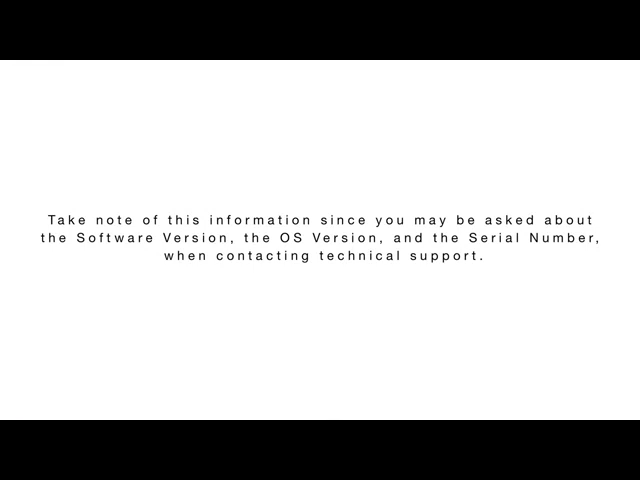 Take note of this information since you may be asked about
the Software Version, the OS Version, and the Serial Number,
when contacting technical support.